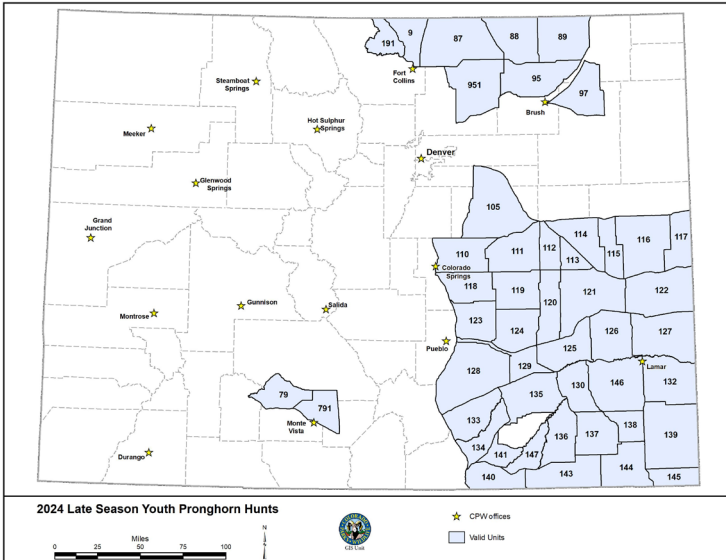 9
191
87
88
89
Fort
Collins
951
95
97
Brush
Steamboat
Springs
Hot Sulphur
Springs
Meeker
Denver
Glenwood
Springs
105
Grand
Junction
110
111
112
114
113
115
116
117
Colorado
Springs
118
119
120
121
122
Gunnison
Salida
Montrose
123
124
126
127
Pueblo
125
Lamar
128
129
135
130
146
132
79
791
Monte
Vista
133
134
141
147
136
137
138
139
Durango
140
143
144
145
2024 Late Season Youth Pronghorn Hunts
Miles
0 25 50 75 100
N
GIS Unit
CPW offices
Valid Units